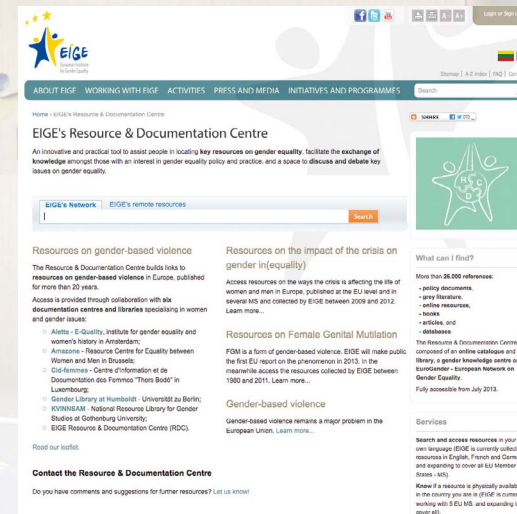 A- A A+
Login or Sign
EIGE
European Institute
for Gender Equality
Sitemap | A-Z Index | FAQ |
ABOUT EIGE WORKING WITH EIGE ACTIVITIES PRESS AND MEDIA INITIATIVES AND PROGRAMMES
Search
Home › EIGE's Resource & Documentation Centre
SHARE
EIGE's Resource & Documentation Centre
An innovative and practical tool to assist people in locating key resources on gender equality, facilitate the exchange of
knowledge amongst those with an interest in gender equality policy and practice, and a space to discuss and debate key
issues on gender equality.
EIGE's Network EIGE's remote resources
Search
Resources on gender-based violence
The Resource & Documentation Centre builds links to
resources on gender-based violence in Europe, published
for more than 20 years.
Access is provided through collaboration with six
documentation centres and libraries specialising in women
and gender issues:
Aletta - E-Quality, institute for gender equality and
women's history in Amsterdam;
Amazone - Resource Centre for Equality between
Women and Men in Brussels;
Cid-femmes - Centre d'Information et de
Documentation des Femmes "Thers Bodé" in
Luxembourg;
Gender Library at Humboldt - Universität zu Berlin;
KVINNSAM - National Resource Library for Gender
Studies at Gothenburg University;
EIGE Resource & Documentation Centre (RDC).
Read our leaflet.
Contact the Resource & Documentation Centre
Do you have comments and suggestions for further resources? Let us know!
Resources on the impact of the crisis on
gender in(equality)
Access resources on the ways the crisis is affecting the life of
women and men in Europe, published at the EU level and in
several MS and collected by EIGE between 2009 and 2012.
Learn more...
Resources on Female Genital Mutilation
FGM is a form of gender-based violence. EIGE will make public
the first EU report on the phenomenon in 2013. In the
meanwhile access the resources collected by EIGE between
1980 and 2011. Learn more...
Gender-based violence
Gender-based violence remains a major problem in the
European Union. Learn more...
R C
D
What can I find?
More than 26.000 references:
- policy documents,
- grey literature,
- online resources,
- books
- articles, and
- databases
The Resource & Documentation Centre
composed of an online catalogue and
library, a gender knowledge centre
EuroGender - European Network on
Gender Equality.
Fully accessible from July 2013.
Services
Search and access resources in your
own language (EIGE is currently
resources in English, French and
and expanding to cover all EU Member
States - MS).
Know if a resource is physically
in the country you are in (EIGE is
working with 5 EU MS. and expanding
cover all).